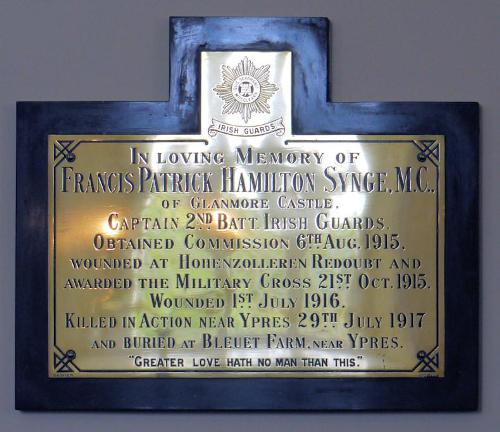 IRISH GUARDS
IN LOVING MEMORY OF
FRANCIS PATRICK HAMILTON SYNGE, M.C.,
OF GLANMORE CASTLE.
CAPTAIN 2ND BATT IRISH GUARDS.
OBTAINED COMMISSION 6TH AUG. 1915.
WOUNDED AT HOHENZOLLEREN REDOUBT AND
AWARDED THE MILITARY CROSS 21ST OCT. 1915.
WOUNDED 1ST JULY 1916.
KILLED IN ACTION NEAR YPRES 29TH JULY 1917
AND BURIED AT BLEUET FARM, NEAR YPRES.
"GREATER LOVE HATH NO MAN THAN THIS."